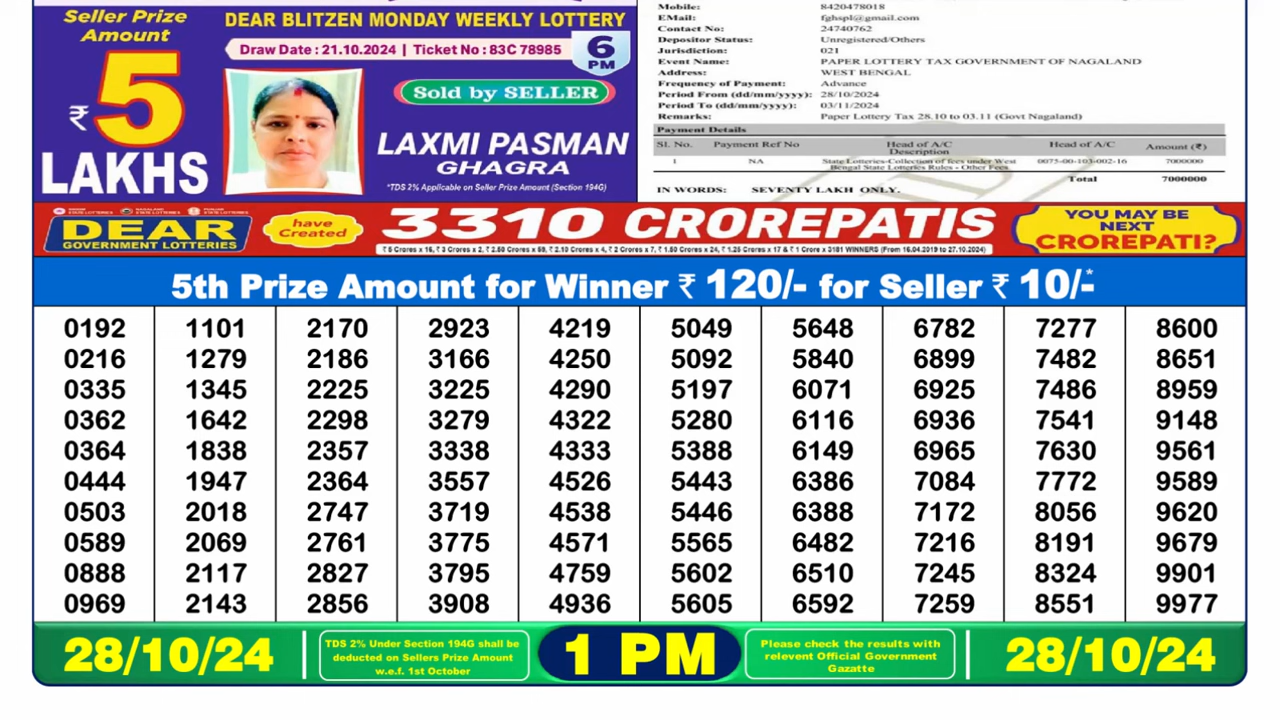 Seller Prize
Amount
₹ 5
LAKHS
DEAR BLITZEN MONDAY WEEKLY LOTTERY
Draw Date : 21.10.2024 | Ticket No : 83C 78985
6
PM
Sold by SELLER
LAXMI PASMAN
GHAGRA
*TDS 2% Applicable on Seller Prize Amount (Section 194G)
Mobile: 8420478018
EMail: fghspl@gmail.com
Contact No: 24740762
Depositor Status: Unregistered/Others
Jurisdiction: 021
Event Name: PAPER LOTTERY TAX GOVERNMENT OF NAGALAND
Address: WEST BENGAL
Frequency of Payment: Advance
Period From (dd/mm/yyyy): 28/10/2024
Period To (dd/mm/yyyy): 03/11/2024
Remarks: Paper Lottery Tax 28.10 to 03.11 (Govt Nagaland)
Payment Details
Sl. No. Payment Ref No Head of A/C Description Head of A/C Amount (₹)
1 NA State Lotteries-Collection of fees under West Bengal State Lotteries Rules - Other Fees 0075-00-103-002-16 7000000
Total 7000000
IN WORDS: SEVENTY LAKH ONLY.
DEAR
GOVERNMENT LOTTERIES
have
Created
3310 CROREPATIS
YOU MAY BE
NEXT
CROREPATI?
5th Prize Amount for Winner ₹ 120/- for Seller ₹ 10/-*
0192 1101 2170 2923 4219 5049 5648 6782 7277 8600
0216 1279 2186 3166 4250 5092 5840 6899 7482 8651
0335 1345 2225 3225 4290 5197 6071 6925 7486 8959
0362 1642 2298 3279 4322 5280 6116 6936 7541 9148
0364 1838 2357 3338 4333 5388 6149 6965 7630 9561
0444 1947 2364 3557 4526 5443 6386 7084 7772 9589
0503 2018 2747 3719 4538 5446 6388 7172 8056 9620
0589 2069 2761 3775 4571 5565 6482 7216 8191 9679
0888 2117 2827 3795 4759 5602 6510 7245 8324 9901
0969 2143 2856 3908 4936 5605 6592 7259 8551 9977
28/10/24
TDS 2% Under Section 194G shall be
deducted on Sellers Prize Amount
w.e.f. 1st October
1 PM
Please check the results with
relevent Official Government
Gazatte
28/10/24